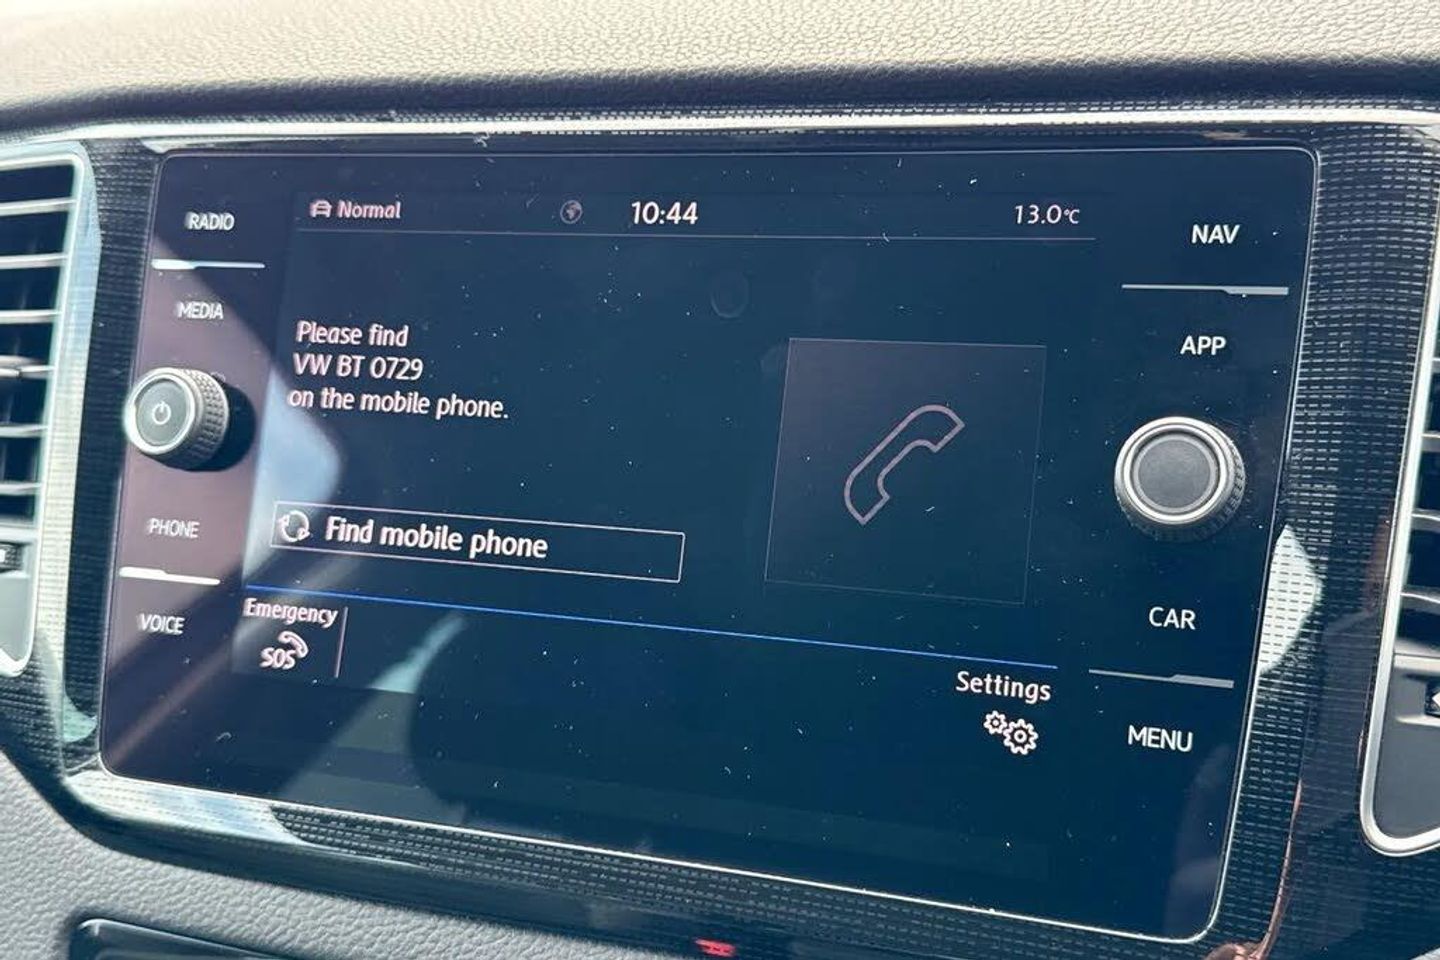 RADIO
Normal
10:44
13.0°C
NAV
MEDIA
Please find
VW BT 0729
on the mobile phone.
APP
PHONE
Find mobile phone
VOICE
Emergency
SOS
CAR
Settings
MENU